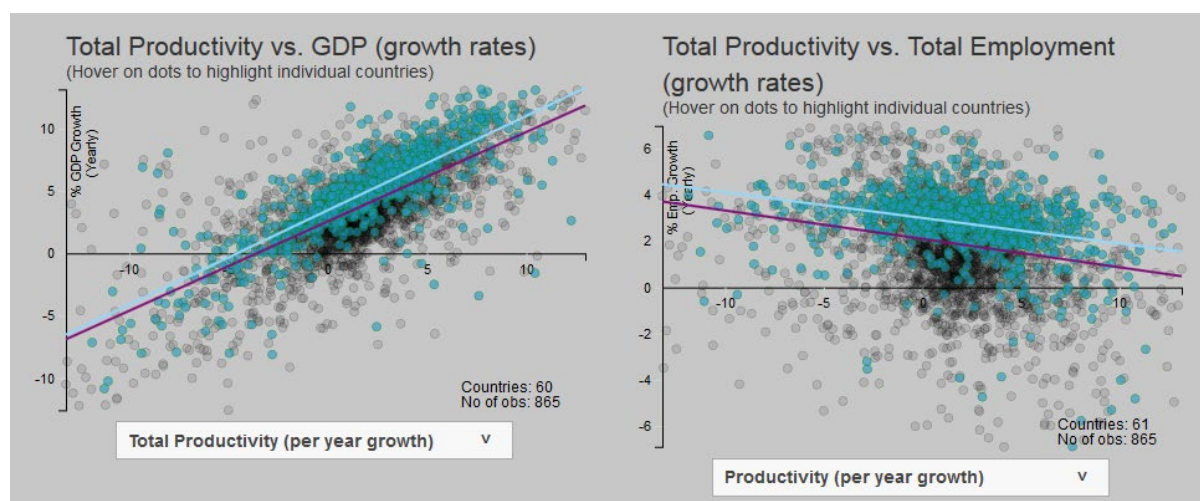 Total Productivity vs. GDP (growth rates)
(Hover on dots to highlight individual countries)
% GDP Growth
(Yearly)
10
5
0
-5
-10
-10
-5
0
5
10
Countries: 60
No of obs: 865
Total Productivity (per year growth) v
Total Productivity vs. Total Employment
(growth rates)
(Hover on dots to highlight individual countries)
% Emp. Growth
(Yearly)
6
4
2
0
-2
-4
-6
-10
-5
0
5
10
Countries: 61
No of obs: 865
Productivity (per year growth) v